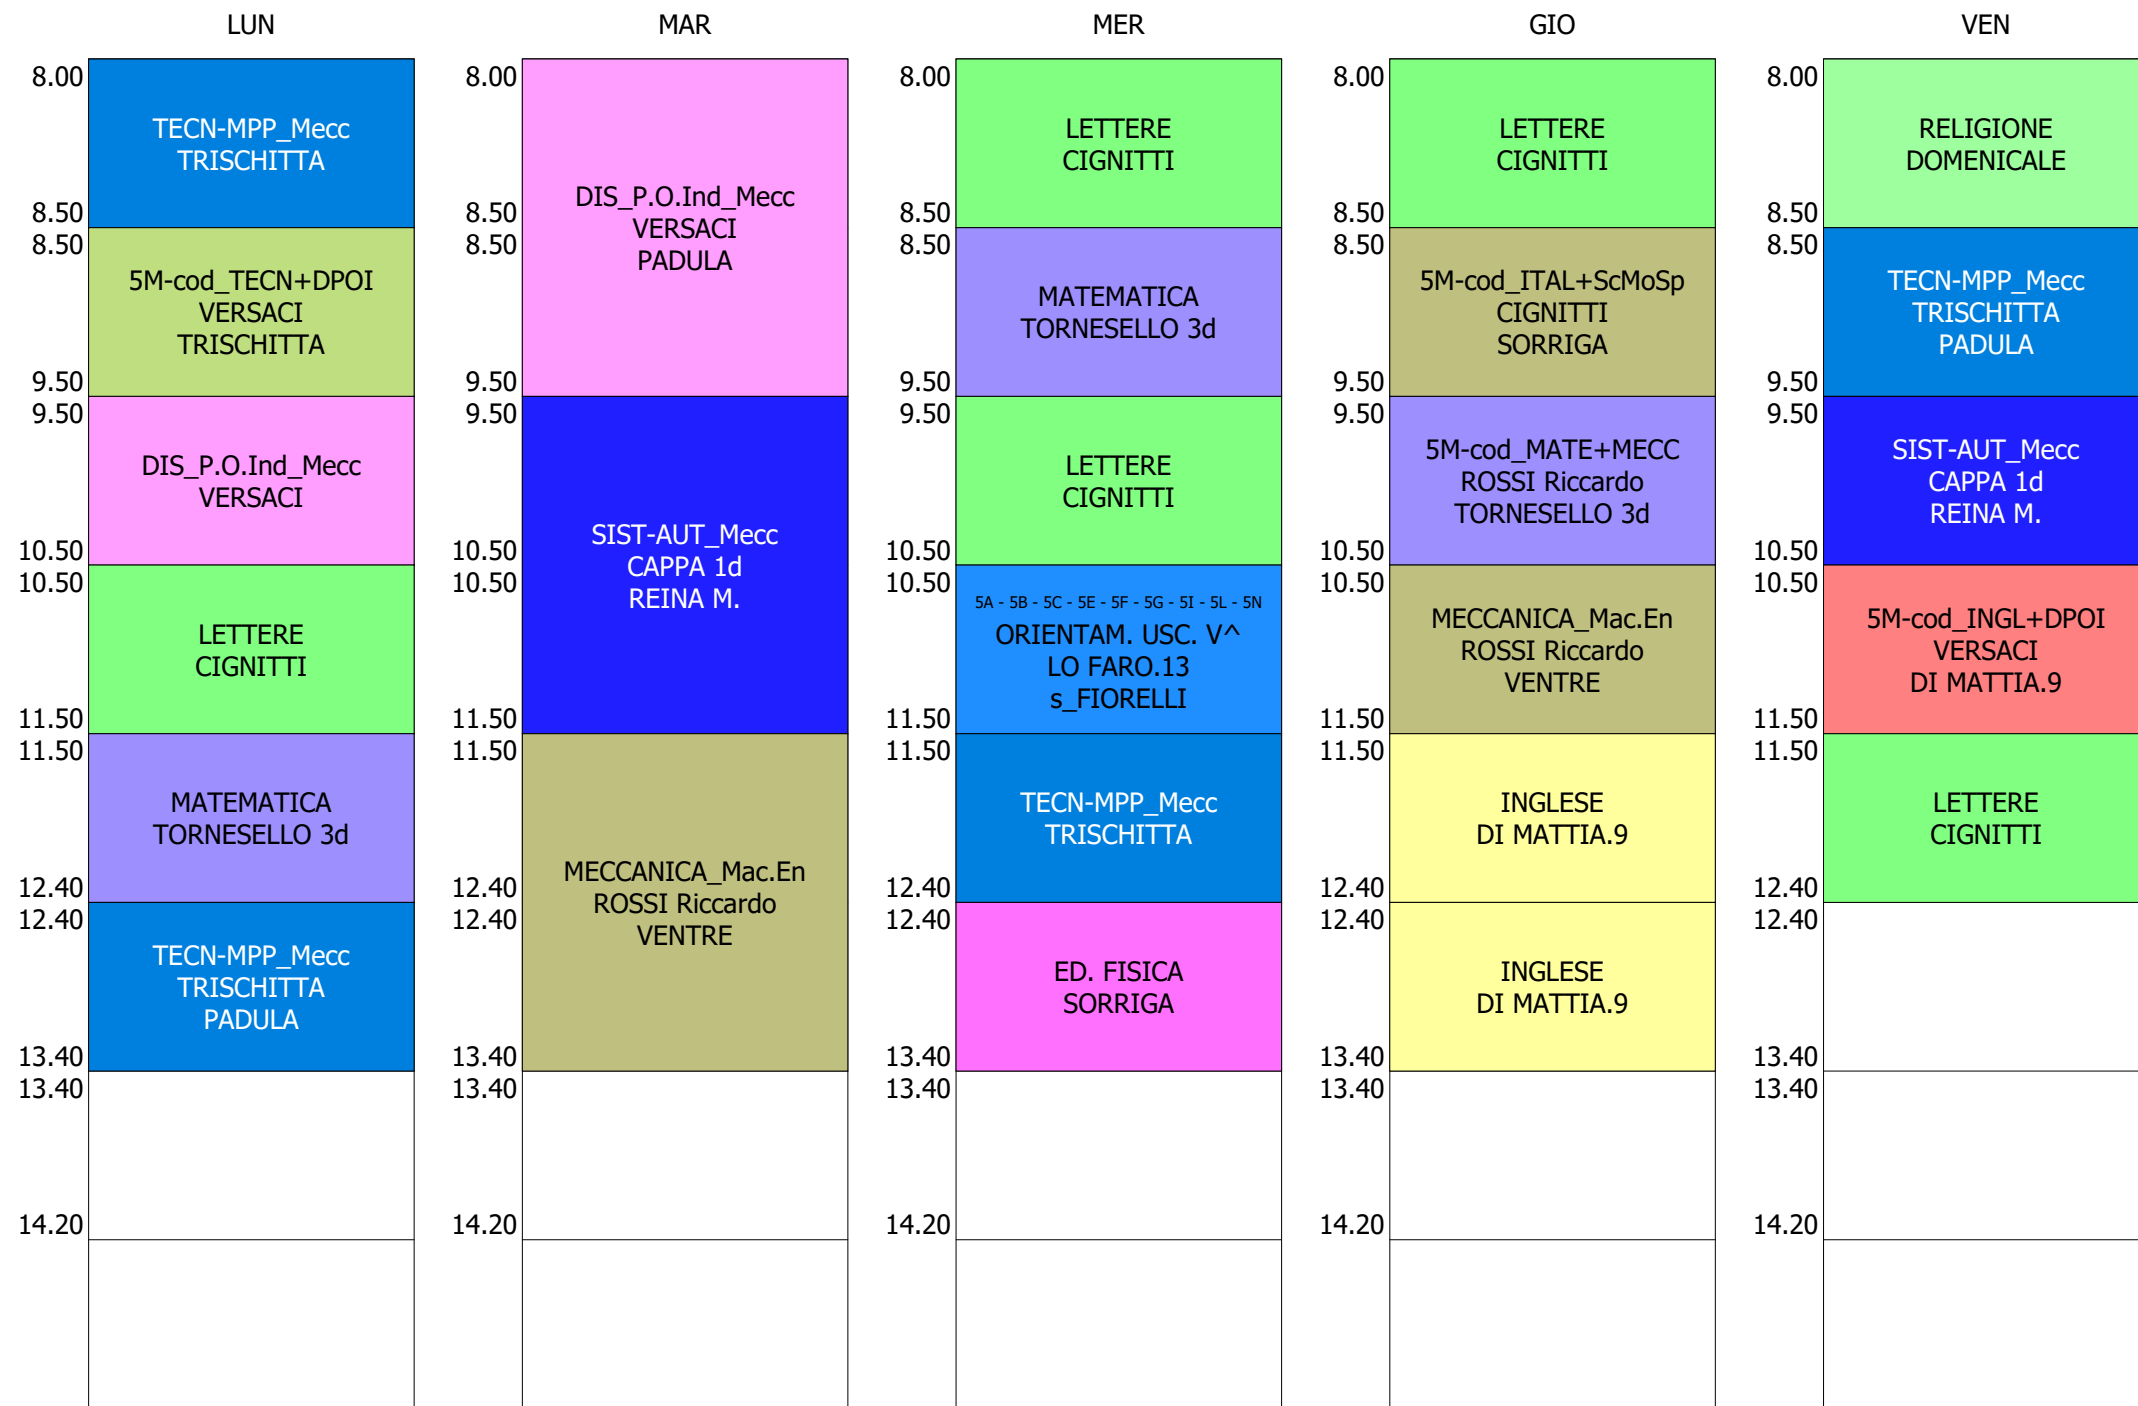 LUN
8.00
TECN-MPP_Mecc
TRISCHITTA
8.50
8.50
5M-cod_TECN+DPOI
VERSACI
TRISCHITTA
9.50
9.50
DIS_P.O.Ind_Mecc
VERSACI
10.50
10.50
LETTERE
CIGNITTI
11.50
11.50
MATEMATICA
TORNESELLO 3d
12.40
12.40
TECN-MPP_Mecc
TRISCHITTA
PADULA
13.40
13.40
14.20
MAR
8.00
DIS_P.O.Ind_Mecc
VERSACI
PADULA
8.50
8.50
9.50
9.50
SIST-AUT_Mecc
CAPPA 1d
REINA M.
10.50
10.50
11.50
11.50
MECCANICA_Mac.En
ROSSI Riccardo
VENTRE
12.40
12.40
13.40
13.40
14.20
MER
8.00
LETTERE
CIGNITTI
8.50
8.50
MATEMATICA
TORNESELLO 3d
9.50
9.50
LETTERE
CIGNITTI
10.50
10.50
5A - 5B - 5C - 5E - 5F - 5G - 5I - 5L - 5N
ORIENTAM. USC. V^
LO FARO.13
s_FIORELLI
11.50
11.50
TECN-MPP_Mecc
TRISCHITTA
12.40
12.40
ED. FISICA
SORRIGA
13.40
13.40
14.20
GIO
8.00
LETTERE
CIGNITTI
8.50
8.50
5M-cod_ITAL+ScMoSp
CIGNITTI
SORRIGA
9.50
9.50
5M-cod_MATE+MECC
ROSSI Riccardo
TORNESELLO 3d
10.50
10.50
MECCANICA_Mac.En
ROSSI Riccardo
VENTRE
11.50
11.50
INGLESE
DI MATTIA.9
12.40
12.40
INGLESE
DI MATTIA.9
13.40
13.40
14.20
VEN
8.00
RELIGIONE
DOMENICALE
8.50
8.50
TECN-MPP_Mecc
TRISCHITTA
PADULA
9.50
9.50
SIST-AUT_Mecc
CAPPA 1d
REINA M.
10.50
10.50
5M-cod_INGL+DPOI
VERSACI
DI MATTIA.9
11.50
11.50
LETTERE
CIGNITTI
12.40
12.40
13.40
13.40
14.20